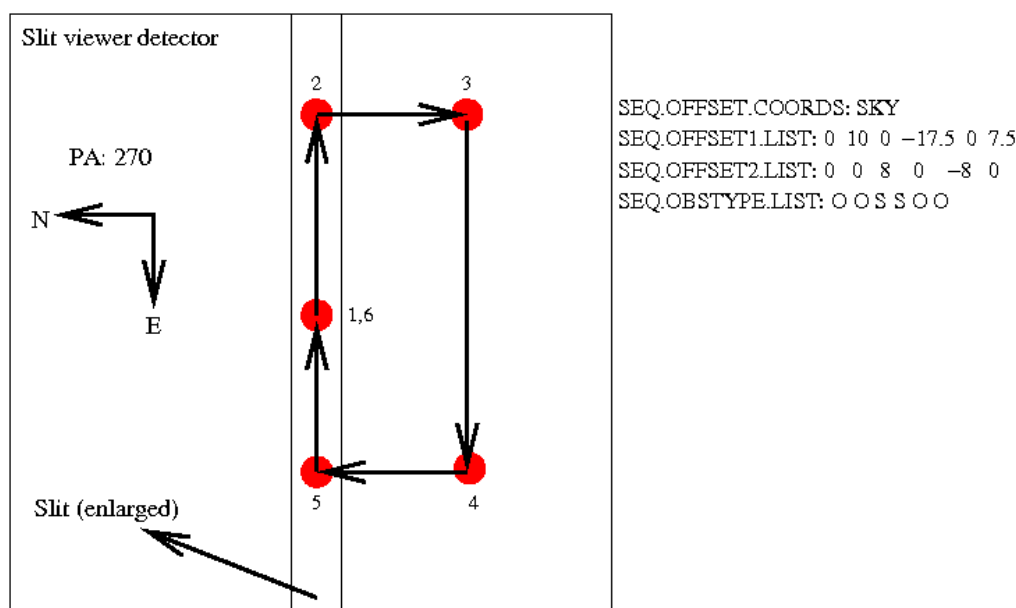 Slit viewer detector
2
3
SEQ.OFFSET.COORDS: SKY
SEQ.OFFSET1.LIST: 0 10 0 −17.5 0 7.5
PA: 270
SEQ.OFFSET2.LIST: 0 0 8 0 −8 0
SEQ.OBSTYPE.LIST: O O S S O O
N
E
1,6
Slit (enlarged)
5
4